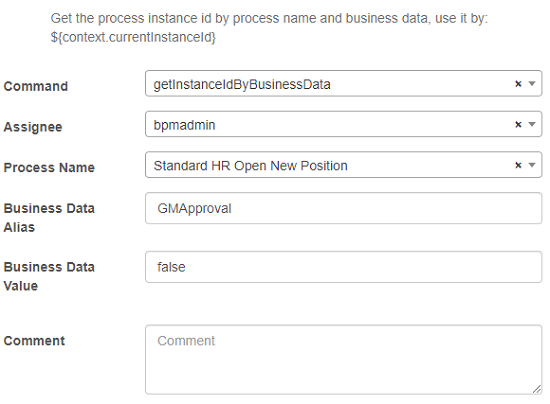 Get the process instance id by process name and business data, use it by:
${context.currentInstanceId}
Command
getInstanceIdByBusinessData × ▼
Assignee
bpmadmin × ▼
Process Name
Standard HR Open New Position × ▼
Business Data
Alias
GMApproval
Business Data
Value
false
Comment
Comment